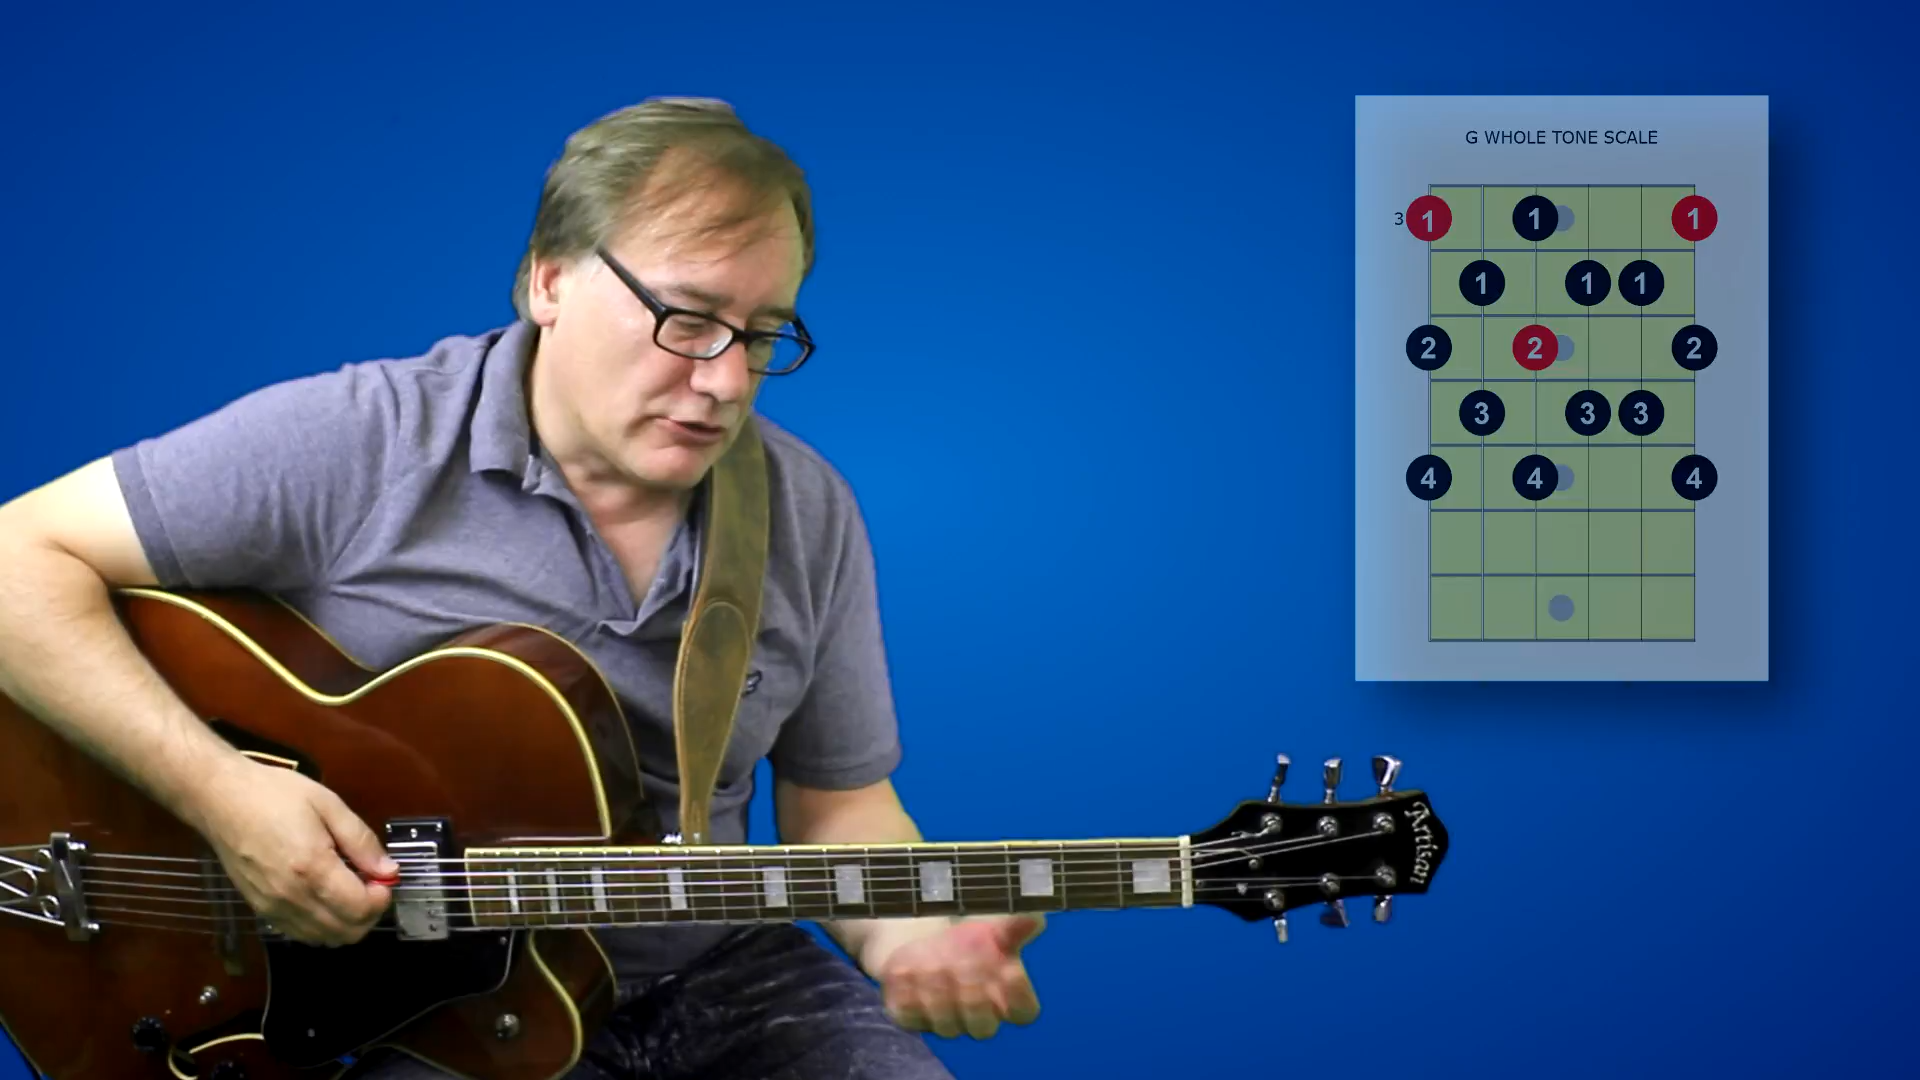 G WHOLE TONE SCALE
3 1 1 1
1 1 1
2 2 2
3 3 3
4 4 4
Artisan